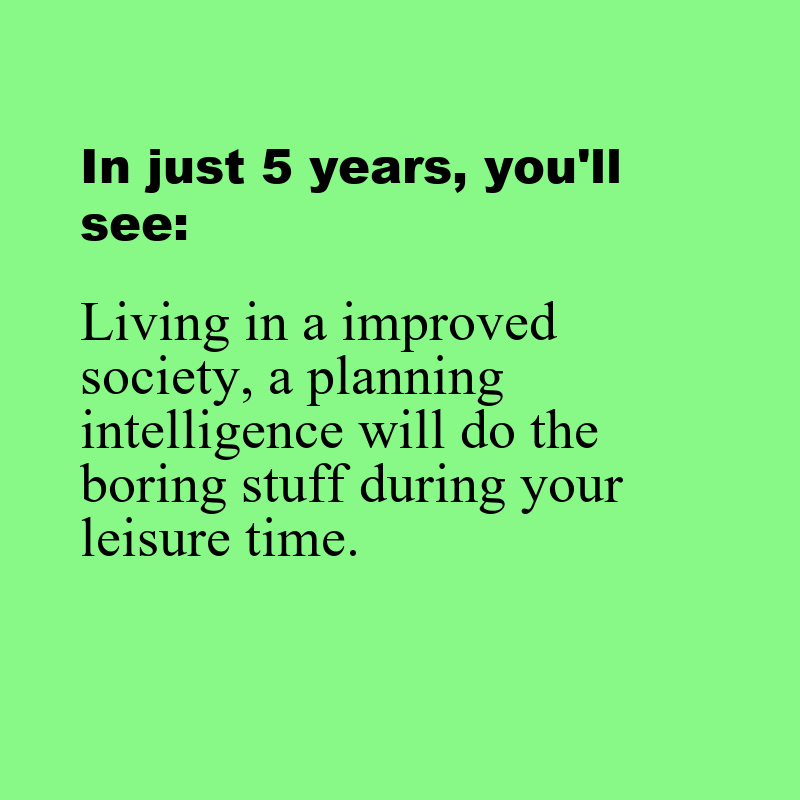 In just 5 years, you'll
see:
Living in a improved
society, a planning
intelligence will do the
boring stuff during your
leisure time.